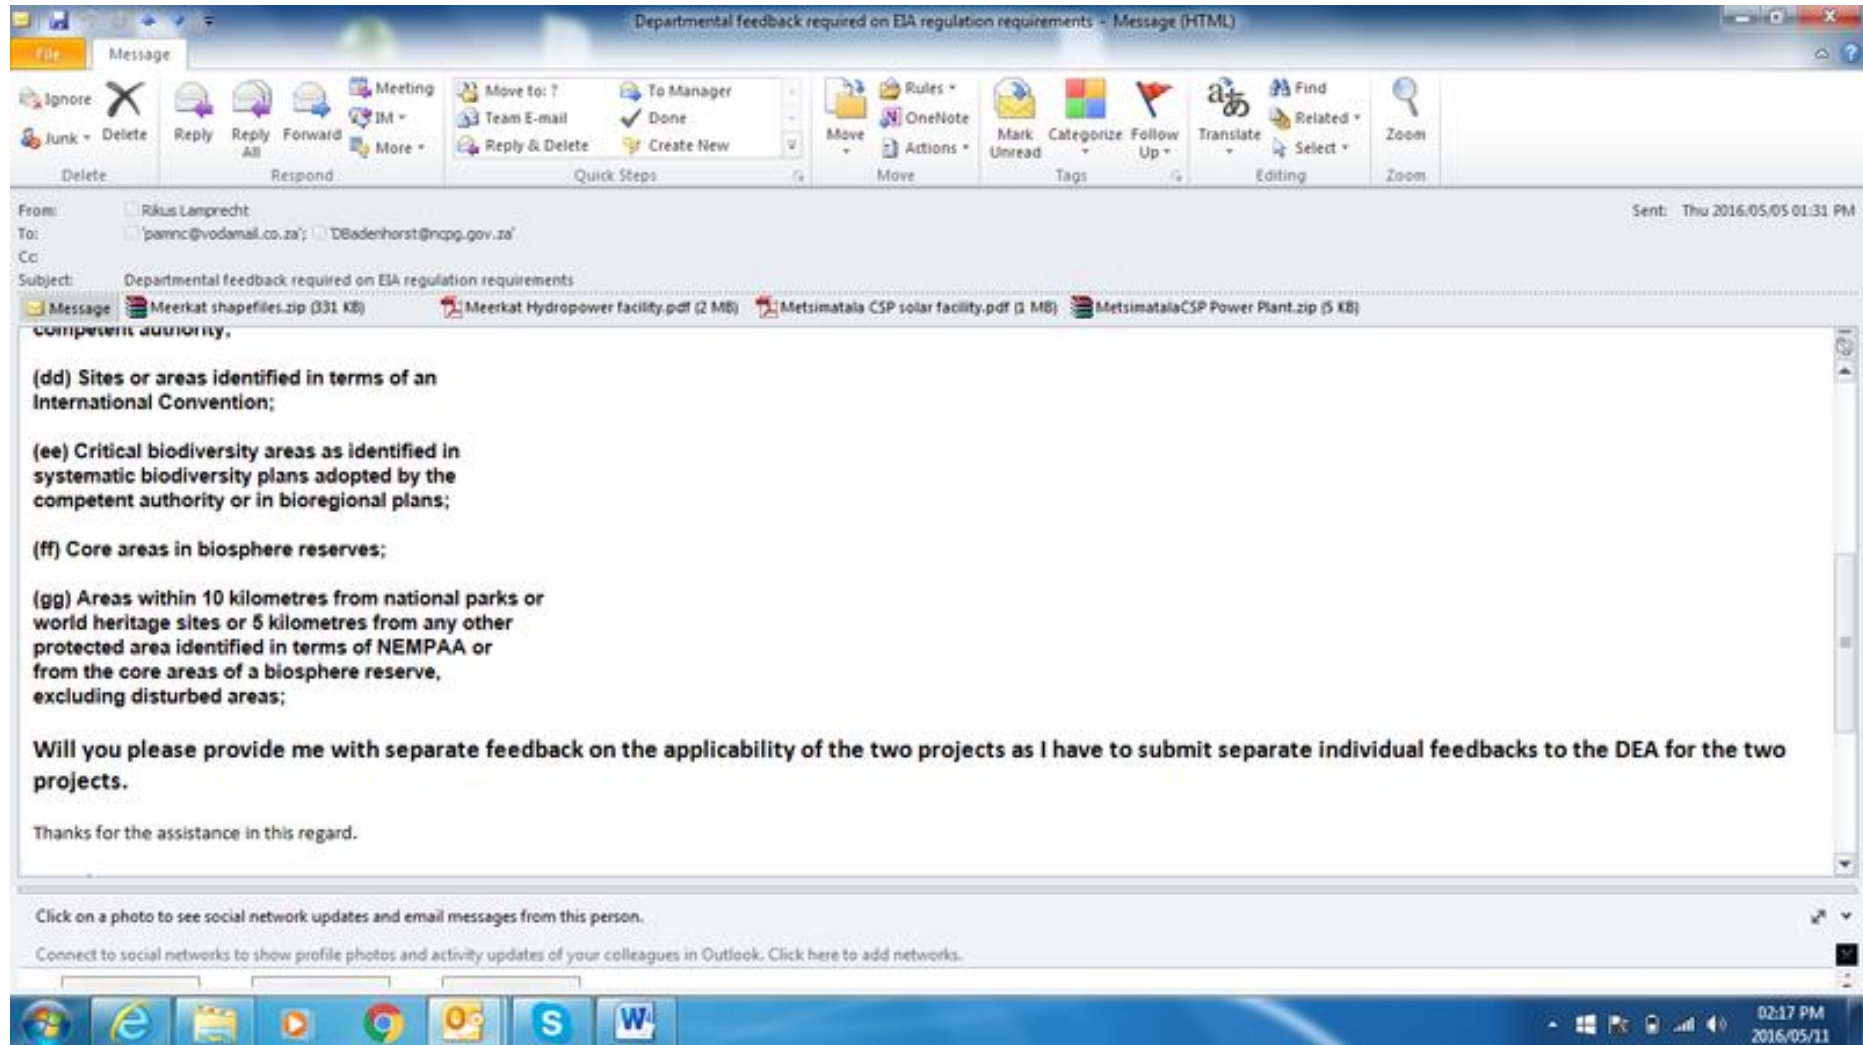 Departmental feedback required on EIA regulation requirements - Message (HTML)
File Message
Ignore
Junk
Delete
Reply
Reply All
Forward
Meeting
IM
More
Move to: ?
Team E-mail
Reply & Delete
To Manager
Done
Create New
Move
Rules
OneNote
Actions
Mark Unread
Categorize
Follow Up
Translate
Find
Related
Select
Zoom
Delete Respond Quick Steps Move Tags Editing Zoom
From: Rikus Lamprecht Sent: Thu 2016/05/05 01:31 PM
To: 'pamnc@vodamail.co.za'; 'DBadenhorst@ncpg.gov.za'
Cc
Subject: Departmental feedback required on EIA regulation requirements
Message Meerkat shapefiles.zip (331 KB) Meerkat Hydropower facility.pdf (2 MB) Metsimatala CSP solar facility.pdf (1 MB) MetsimatalaCSP Power Plant.zip (5 KB)
competent authority;
(dd) Sites or areas identified in terms of an
International Convention;
(ee) Critical biodiversity areas as identified in
systematic biodiversity plans adopted by the
competent authority or in bioregional plans;
(ff) Core areas in biosphere reserves;
(gg) Areas within 10 kilometres from national parks or
world heritage sites or 5 kilometres from any other
protected area identified in terms of NEMPAA or
from the core areas of a biosphere reserve,
excluding disturbed areas;
Will you please provide me with separate feedback on the applicability of the two projects as I have to submit separate individual feedbacks to the DEA for the two
projects.
Thanks for the assistance in this regard.
Click on a photo to see social network updates and email messages from this person.
Connect to social networks to show profile photos and activity updates of your colleagues in Outlook. Click here to add networks.
02:17 PM
2016/05/11